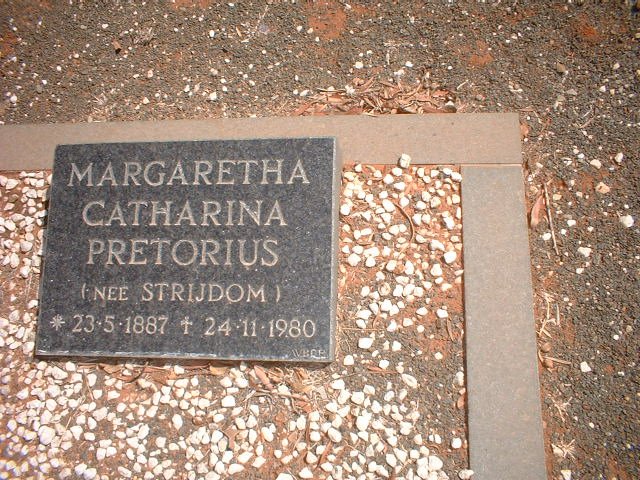 MARGARETHA
CATHARINA
PRETORIUS
(NEE STRIJDOM)
* 23·5·1887 † 24·11·1980